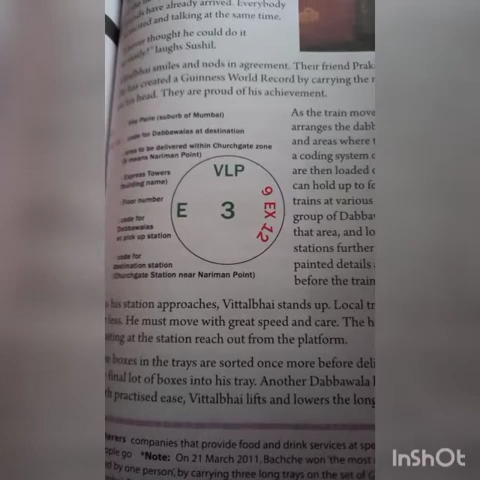 have already arrived. Everybody
and talking at the same time.
thought he could do it
laughs Sushil.
smiles and nods in agreement. Their friend Prak
has created a Guinness World Record by carrying the
head. They are proud of his achievement.
Vile Parle (suburb of Mumbai)
code for Dabbawalas at destination
area to be delivered within Churchgate zone
means Nariman Point)
Express Towers
(building name)
Floor number
code for
Dabbawalas
at pick up station
code for
destination station
(Churchgate Station near Nariman Point)
VLP
E 3
9 EX 12
As the train move
arranges the dabb
and areas where
a coding system
are then loaded
can hold up to fo
trains at various
group of Dabbaw
that area, and lo
stations further
painted details
before the train
his station approaches, Vittalbhai stands up. Local tr
less. He must move with great speed and care. The h
at the station reach out from the platform.
boxes in the trays are sorted once more before deli
final lot of boxes into his tray. Another Dabbawala
practised ease, Vittalbhai lifts and lowers the long
companies that provide food and drink services at spe
go *Note: On 21 March 2011, Bachche won 'the most
by one person', by carrying three long trays on the set of
InShOt